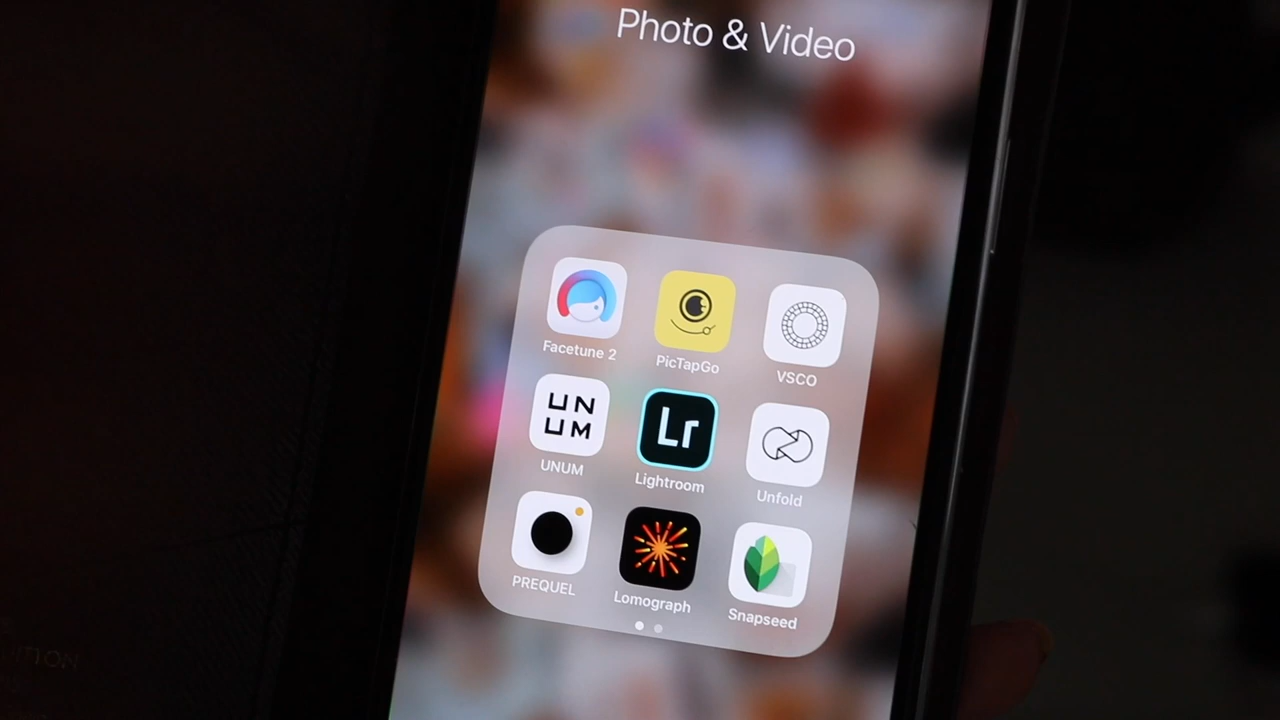 Photo & Video
Facetune 2
PicTapGo
VSCO
UN
UM
Lr
UNUM
Lightroom
Unfold
PREQUEL
Lomograph
Snapseed